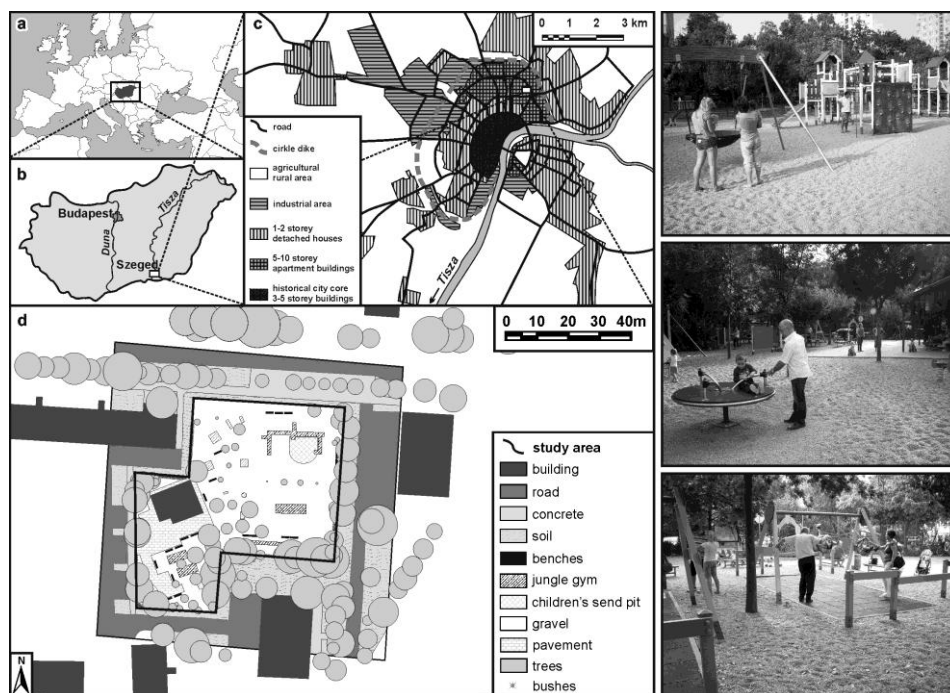 a
b
Budapest
Duna
Tisza
Szeged
c
0 1 2 3 km
road
cirkle dike
agricultural
rural area
industrial area
1-2 storey
detached houses
5-10 storey
apartment buildings
historical city core
3-5 storey buildings
Tisza
d
0 10 20 30 40m
study area
building
road
concrete
soil
benches
jungle gym
children's send pit
gravel
pavement
trees
bushes
N